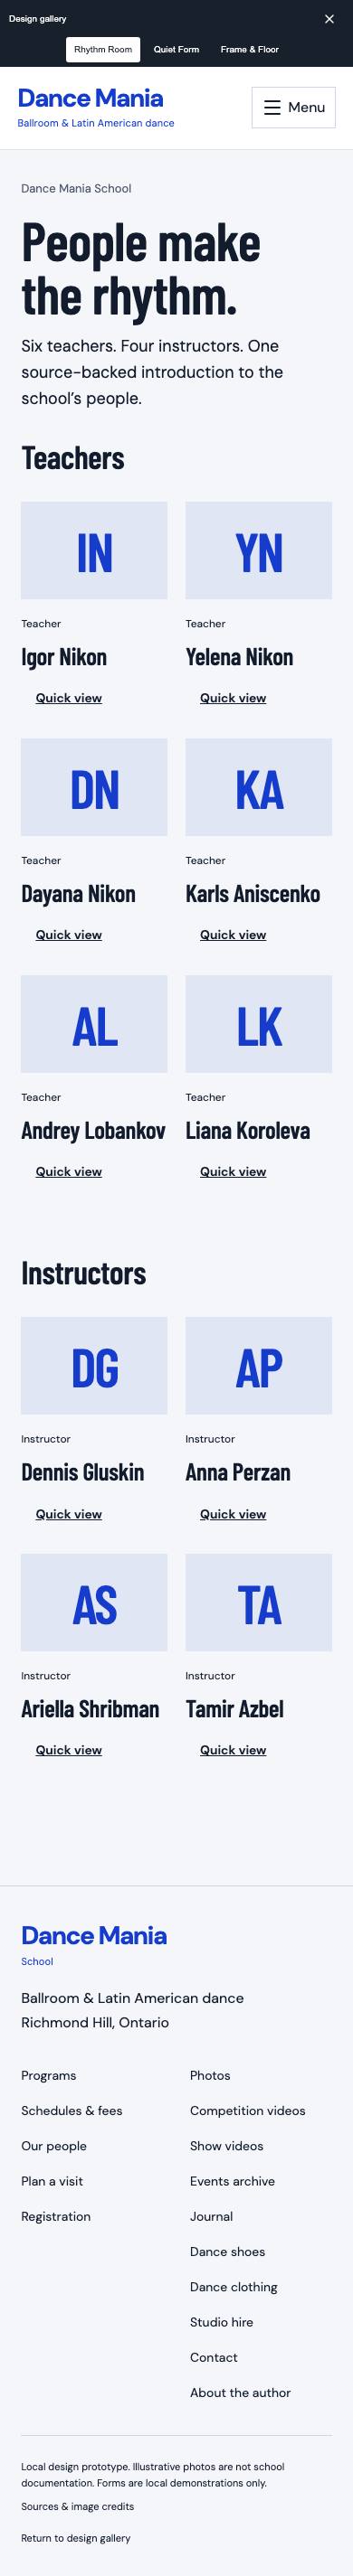 Design gallery
×
Rhythm Room Quiet Form Frame & Floor
Dance Mania
Ballroom & Latin American dance
Menu
Dance Mania School
People make
the rhythm.
Six teachers. Four instructors. One
source-backed introduction to the
school’s people.
Teachers
IN
Teacher
Igor Nikon
Quick view
YN
Teacher
Yelena Nikon
Quick view
DN
Teacher
Dayana Nikon
Quick view
KA
Teacher
Karls Aniscenko
Quick view
AL
Teacher
Andrey Lobankov
Quick view
LK
Teacher
Liana Koroleva
Quick view
Instructors
DG
Instructor
Dennis Gluskin
Quick view
AP
Instructor
Anna Perzan
Quick view
AS
Instructor
Ariella Shribman
Quick view
TA
Instructor
Tamir Azbel
Quick view
Dance Mania
School
Ballroom & Latin American dance
Richmond Hill, Ontario
Programs
Schedules & fees
Our people
Plan a visit
Registration
Photos
Competition videos
Show videos
Events archive
Journal
Dance shoes
Dance clothing
Studio hire
Contact
About the author
Local design prototype. Illustrative photos are not school
documentation. Forms are local demonstrations only.
Sources & image credits
Return to design gallery